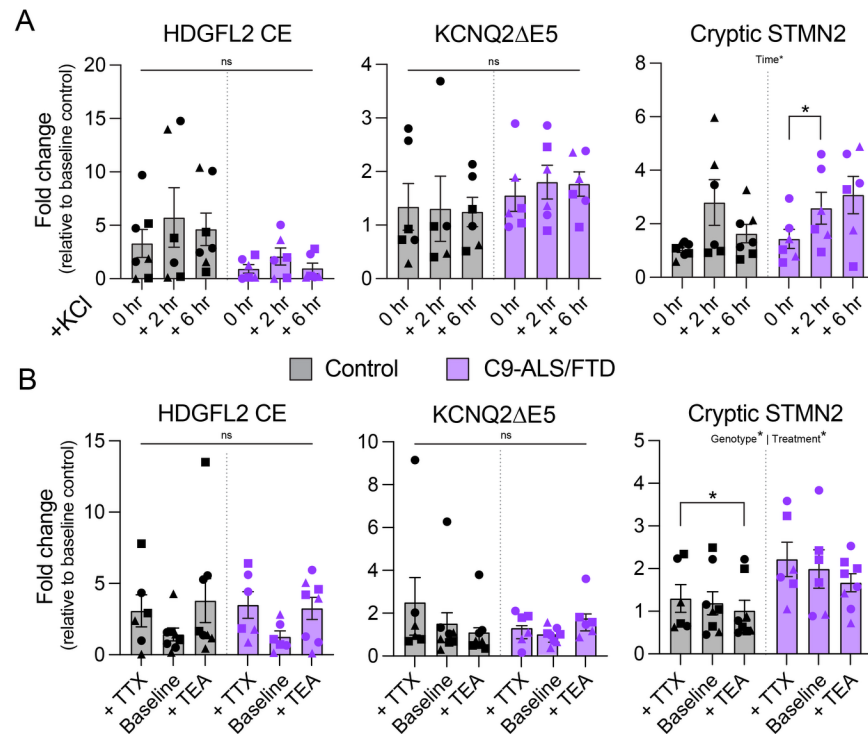 A
HDGFL2 CE
KCNQ2ΔE5
Cryptic STMN2
ns
ns
Time*
Fold change
(relative to baseline control)
20
15
10
5
0
4
3
2
1
0
8
6
4
2
0
*
+KCl
0 hr
+ 2 hr
+ 6 hr
0 hr
+ 2 hr
+ 6 hr
0 hr
+ 2 hr
+ 6 hr
0 hr
+ 2 hr
+ 6 hr
0 hr
+ 2 hr
+ 6 hr
0 hr
+ 2 hr
+ 6 hr
Control
C9-ALS/FTD
B
HDGFL2 CE
KCNQ2ΔE5
Cryptic STMN2
ns
ns
Genotype* | Treatment*
Fold change
(relative to baseline control)
15
10
5
0
10
8
6
4
2
0
5
4
3
2
1
0
*
+ TTX
Baseline
+ TEA
+ TTX
Baseline
+ TEA
+ TTX
Baseline
+ TEA
+ TTX
Baseline
+ TEA
+ TTX
Baseline
+ TEA
+ TTX
Baseline
+ TEA